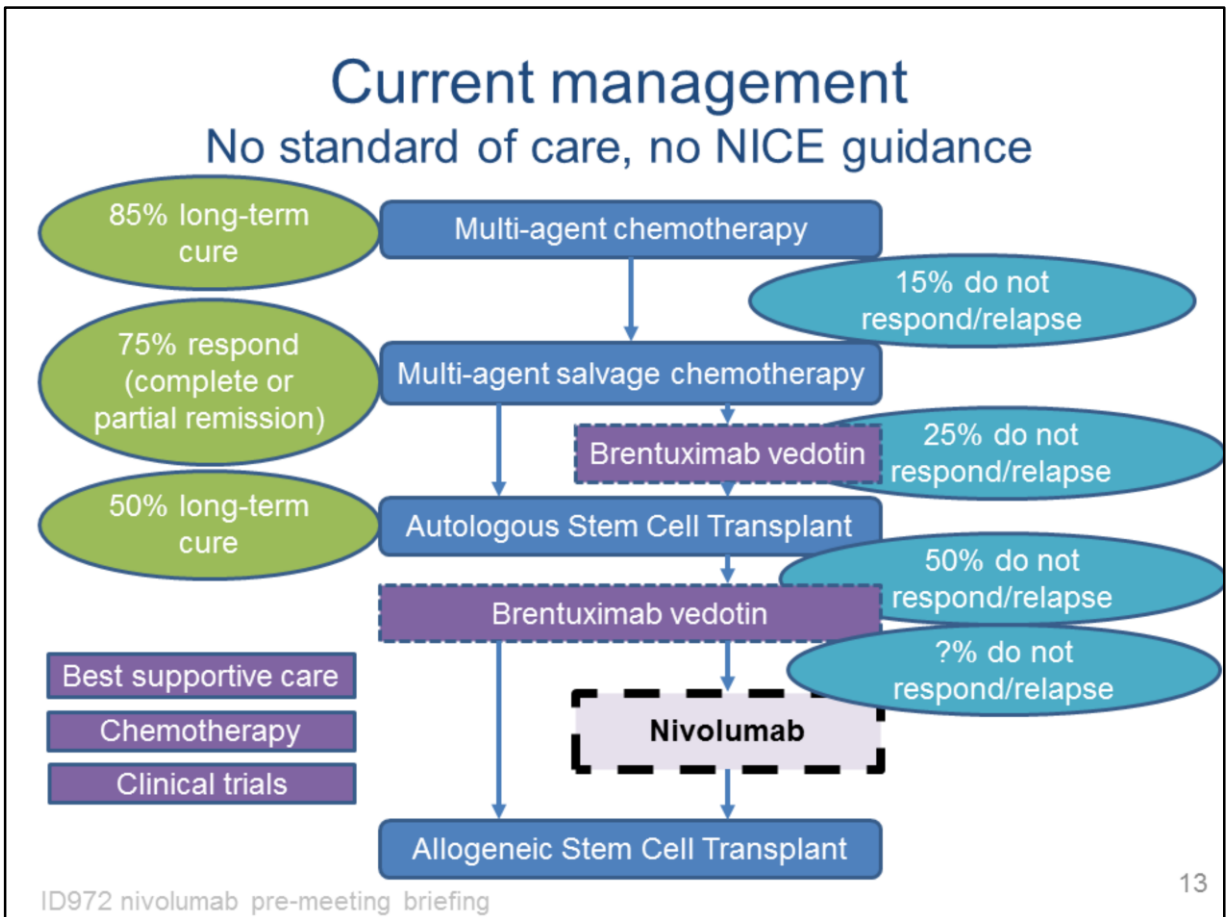 Current management
No standard of care, no NICE guidance
85% long-term
cure
Multi-agent chemotherapy
15% do not
respond/relapse
75% respond
(complete or
partial remission)
Multi-agent salvage chemotherapy
Brentuximab vedotin
25% do not
respond/relapse
50% long-term
cure
Autologous Stem Cell Transplant
50% do not
respond/relapse
Brentuximab vedotin
?% do not
respond/relapse
Best supportive care
Chemotherapy
Clinical trials
Nivolumab
Allogeneic Stem Cell Transplant
ID972 nivolumab pre-meeting briefing
13